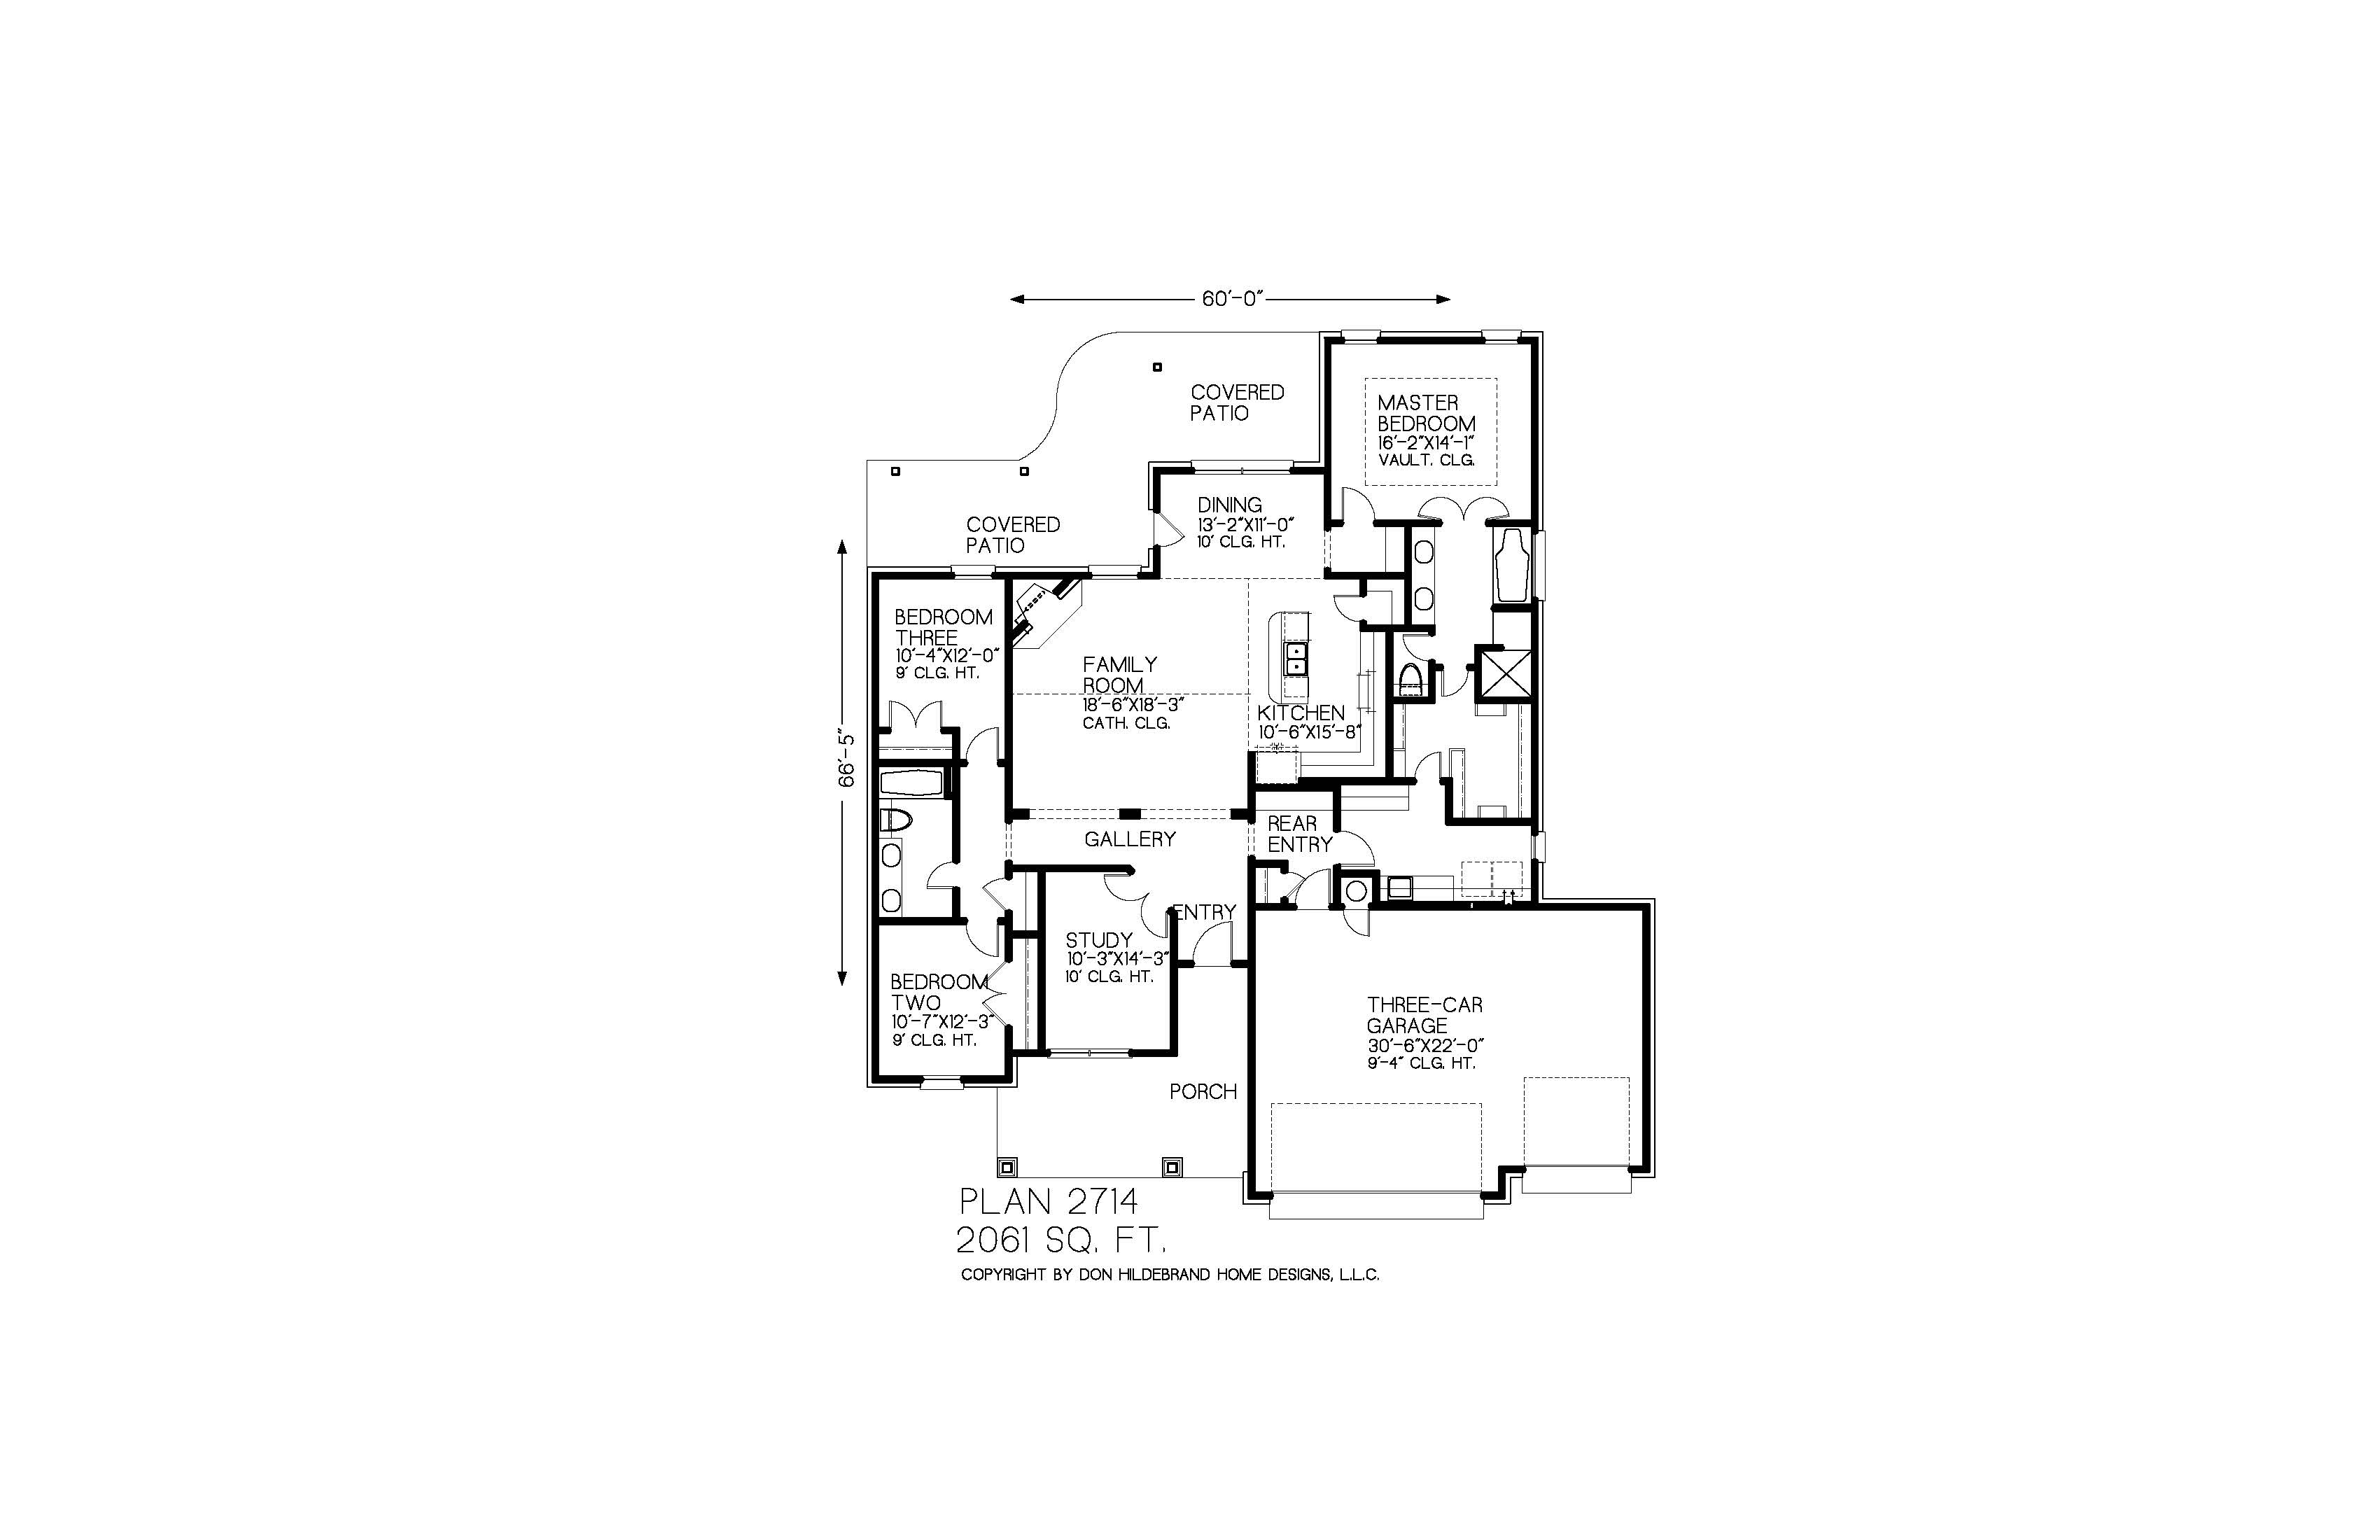 60'-0"
COVERED
PATIO
MASTER
BEDROOM
16'-2"X14'-1"
VAULT. CLG.
DINING
13'-2"X11'-0"
10' CLG. HT.
COVERED
PATIO
BEDROOM
THREE
10'-4"X12'-0"
9' CLG. HT.
FAMILY
ROOM
18'-6"X18'-3"
CATH. CLG.
KITCHEN
10'-6"X15'-8"
66'-5"
GALLERY
REAR
ENTRY
ENTRY
STUDY
10'-3"X14'-3"
10' CLG. HT.
BEDROOM
TWO
10'-7"X12'-3"
9' CLG. HT.
THREE-CAR
GARAGE
30'-6"X22'-0"
9'-4" CLG. HT.
PORCH
PLAN 2714
2061 SQ. FT.
COPYRIGHT BY DON HILDEBRAND HOME DESIGNS, L.L.C.